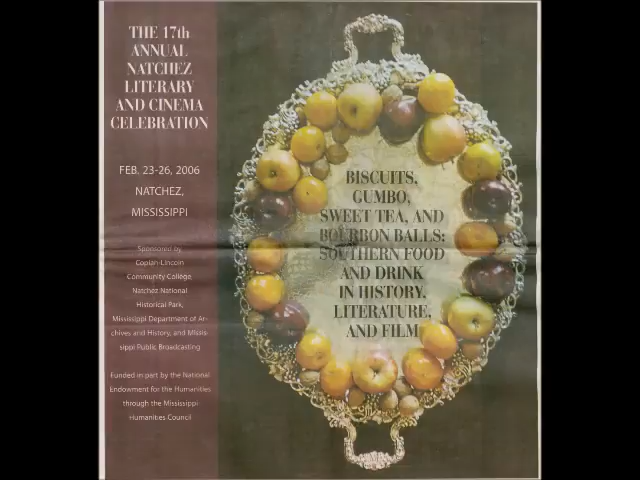 THE 17th
ANNUAL
NATCHEZ
LITERARY
AND CINEMA
CELEBRATION
FEB. 23-26, 2006
NATCHEZ,
MISSISSIPPI
Sponsored by
Copiah-Lincoln
Community College,
Natchez National
Historical Park,
Mississippi Department of Ar-
chives and History, and Missis-
sippi Public Broadcasting
Funded in part by the National
Endowment for the Humanities
through the Mississippi
Humanities Council
BISCUITS,
GUMBO,
SWEET TEA, AND
BOURBON BALLS:
SOUTHERN FOOD
AND DRINK
IN HISTORY,
LITERATURE,
AND FILM